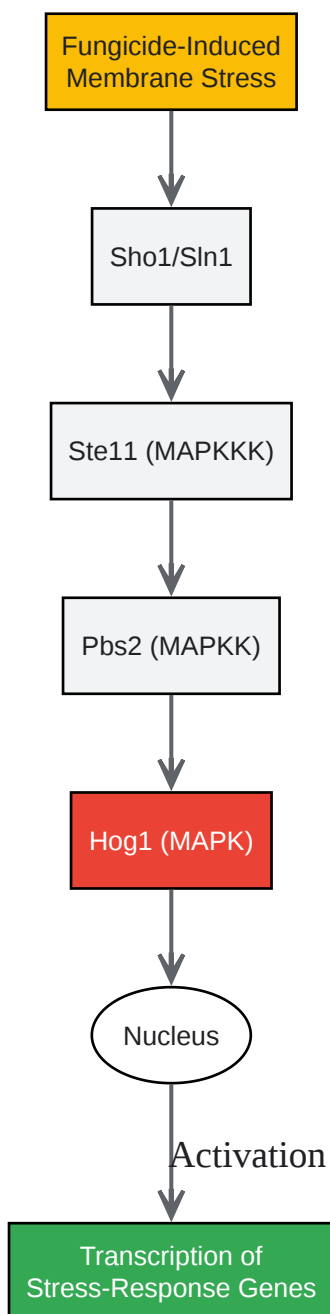 Fungicide-Induced
Membrane Stress
Sho1/Sln1
Ste11 (MAPKKK)
Pbs2 (MAPKK)
Hog1 (MAPK)
Nucleus
Activation
Transcription of
Stress-Response Genes